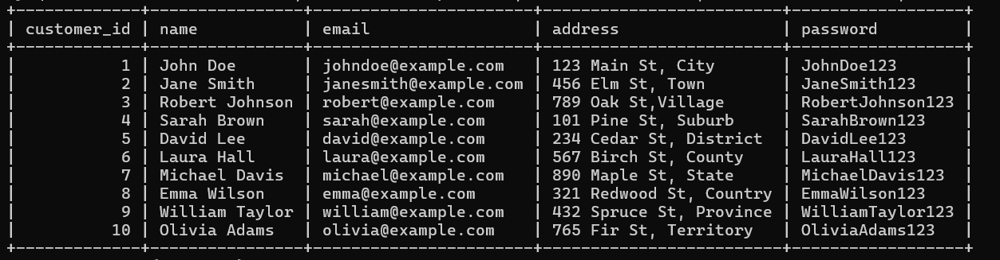 customer_id | name | email | address | password
1 | John Doe | johndoe@example.com | 123 Main St, City | JohnDoe123
2 | Jane Smith | janesmith@example.com | 456 Elm St, Town | JaneSmith123
3 | Robert Johnson | robert@example.com | 789 Oak St,Village | RobertJohnson123
4 | Sarah Brown | sarah@example.com | 101 Pine St, Suburb | SarahBrown123
5 | David Lee | david@example.com | 234 Cedar St, District | DavidLee123
6 | Laura Hall | laura@example.com | 567 Birch St, County | LauraHall123
7 | Michael Davis | michael@example.com | 890 Maple St, State | MichaelDavis123
8 | Emma Wilson | emma@example.com | 321 Redwood St, Country | EmmaWilson123
9 | William Taylor | william@example.com | 432 Spruce St, Province | WilliamTaylor123
10 | Olivia Adams | olivia@example.com | 765 Fir St, Territory | OliviaAdams123